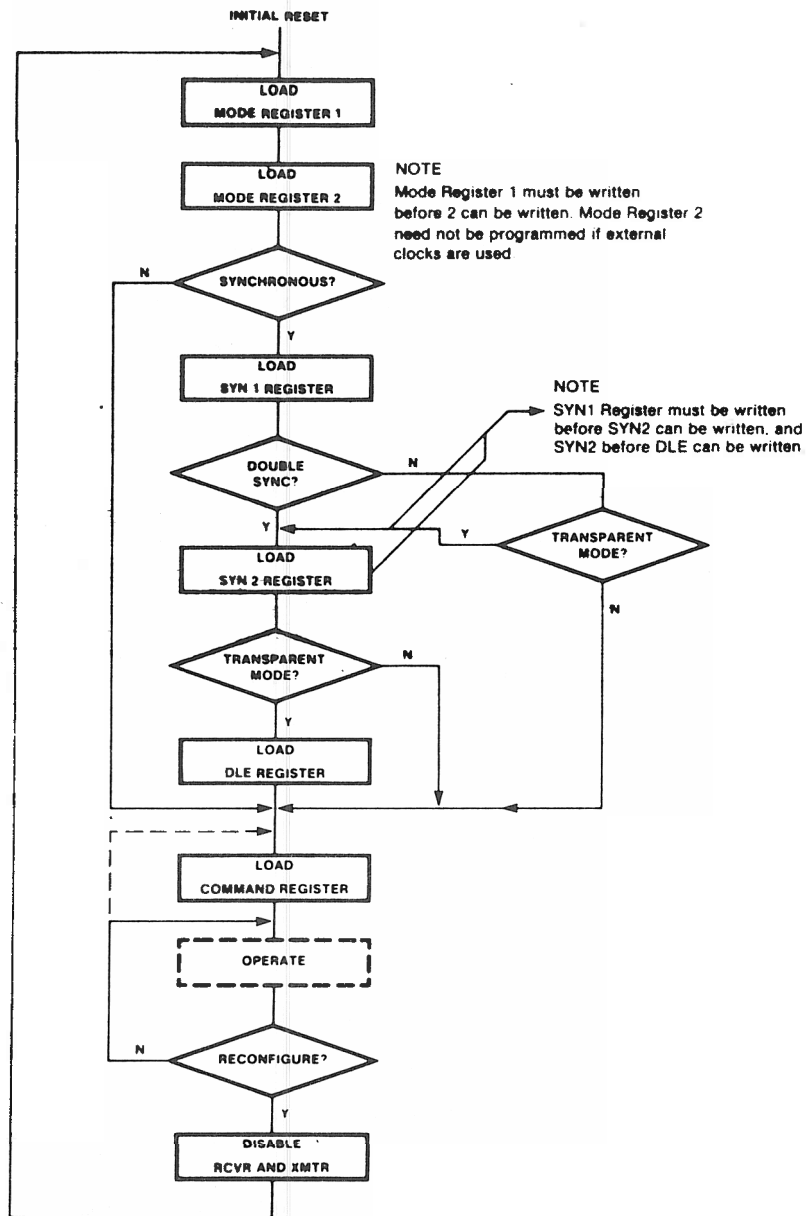 INITIAL RESET
LOAD
MODE REGISTER 1
LOAD
MODE REGISTER 2
NOTE
Mode Register 1 must be written
before 2 can be written. Mode Register 2
need not be programmed if external
clocks are used
N
SYNCHRONOUS?
Y
LOAD
SYN 1 REGISTER
NOTE
SYN1 Register must be written
before SYN2 can be written, and
SYN2 before DLE can be written
DOUBLE
SYNC?
N
Y
LOAD
SYN 2 REGISTER
Y
TRANSPARENT
MODE?
N
TRANSPARENT
MODE?
N
Y
LOAD
DLE REGISTER
LOAD
COMMAND REGISTER
OPERATE
N
RECONFIGURE?
Y
DISABLE
RCVR AND XMTR